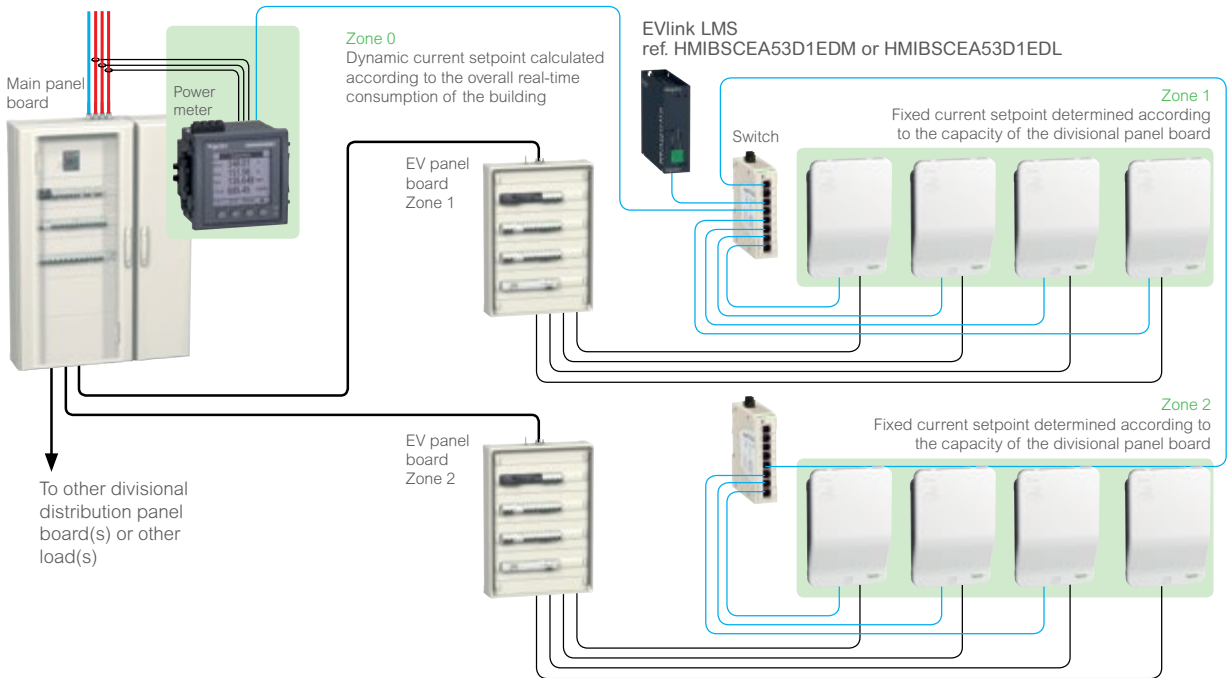 EVlink LMS
ref. HMIBSCEA53D1EDM or HMIBSCEA53D1EDL
Zone 0
Dynamic current setpoint calculated
according to the overall real-time
consumption of the building
Main panel
board
Power
meter
Zone 1
Fixed current setpoint determined according
to the capacity of the divisional panel board
Switch
EV panel
board
Zone 1
Zone 2
Fixed current setpoint determined according to
the capacity of the divisional panel board
EV panel
board
Zone 2
To other divisional
distribution panel
board(s) or other
load(s)